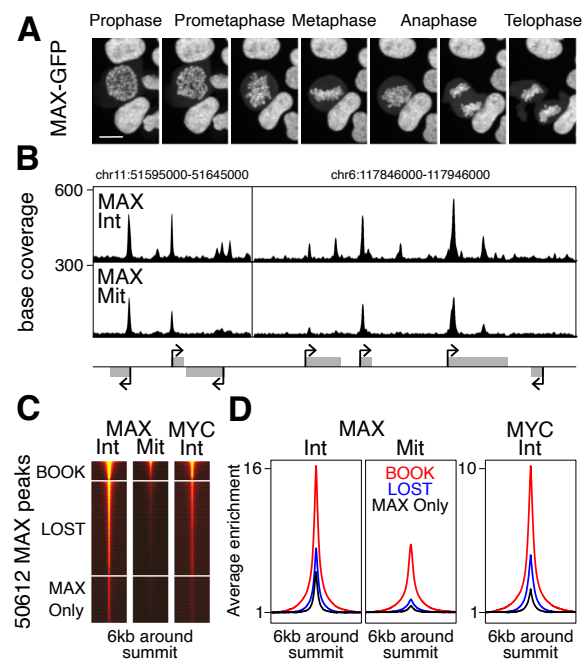 A
Prophase Prometaphase Metaphase Anaphase Telophase
MAX-GFP
B
chr11:51595000-51645000 chr6:117846000-117946000
base coverage
600
MAX
Int
300
MAX
Mit
C
MAX MYC
Int Mit Int
50612 MAX peaks
BOOK
LOST
MAX
Only
6kb around
summit
D
MAX MYC
Int Mit Int
Average enrichment
16
1
BOOK
LOST
MAX Only
10
1
6kb around 6kb around 6kb around
summit summit summit